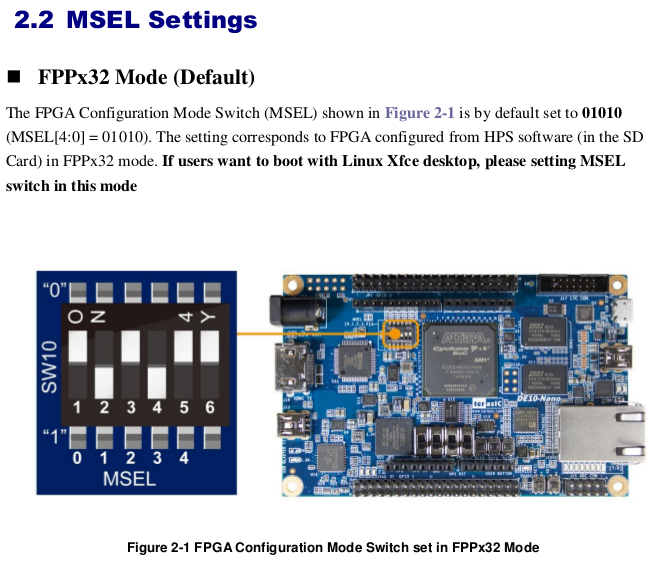 2.2 MSEL Settings
■ FPPx32 Mode (Default)
The FPGA Configuration Mode Switch (MSEL) shown in Figure 2-1 is by default set to 01010
(MSEL[4:0] = 01010). The setting corresponds to FPGA configured from HPS software (in the SD
Card) in FPPx32 mode. If users want to boot with Linux Xfce desktop, please setting MSEL
switch in this mode
"0"
O N 4 Y
SW10
1 2 3 4 5 6
"1"
0 1 2 3 4
MSEL
ALTERA
Cyclone V
ISSI
ISSI
terasIC
DE10-Nano
Figure 2-1 FPGA Configuration Mode Switch set in FPPx32 Mode